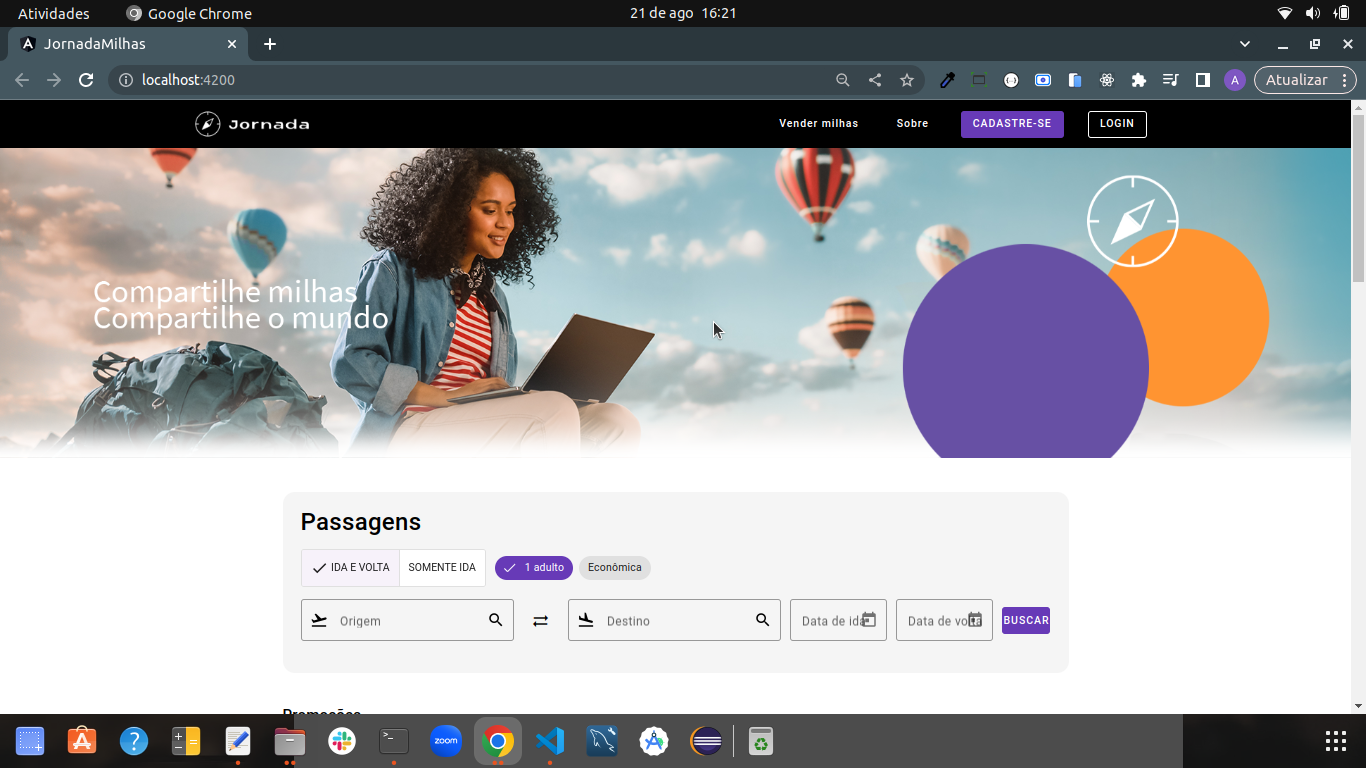 Atividades
Google Chrome
21 de ago 16:21
JornadaMilhas
localhost:4200
A
Atualizar
Jornada
Vender milhas
Sobre
CADASTRE-SE
LOGIN
Compartilhe milhas
Compartilhe o mundo
Passagens
IDA E VOLTA
SOMENTE IDA
1 adulto
Econômica
Origem
Destino
Data de ida
Data de volta
BUSCAR
Promoções
zoom